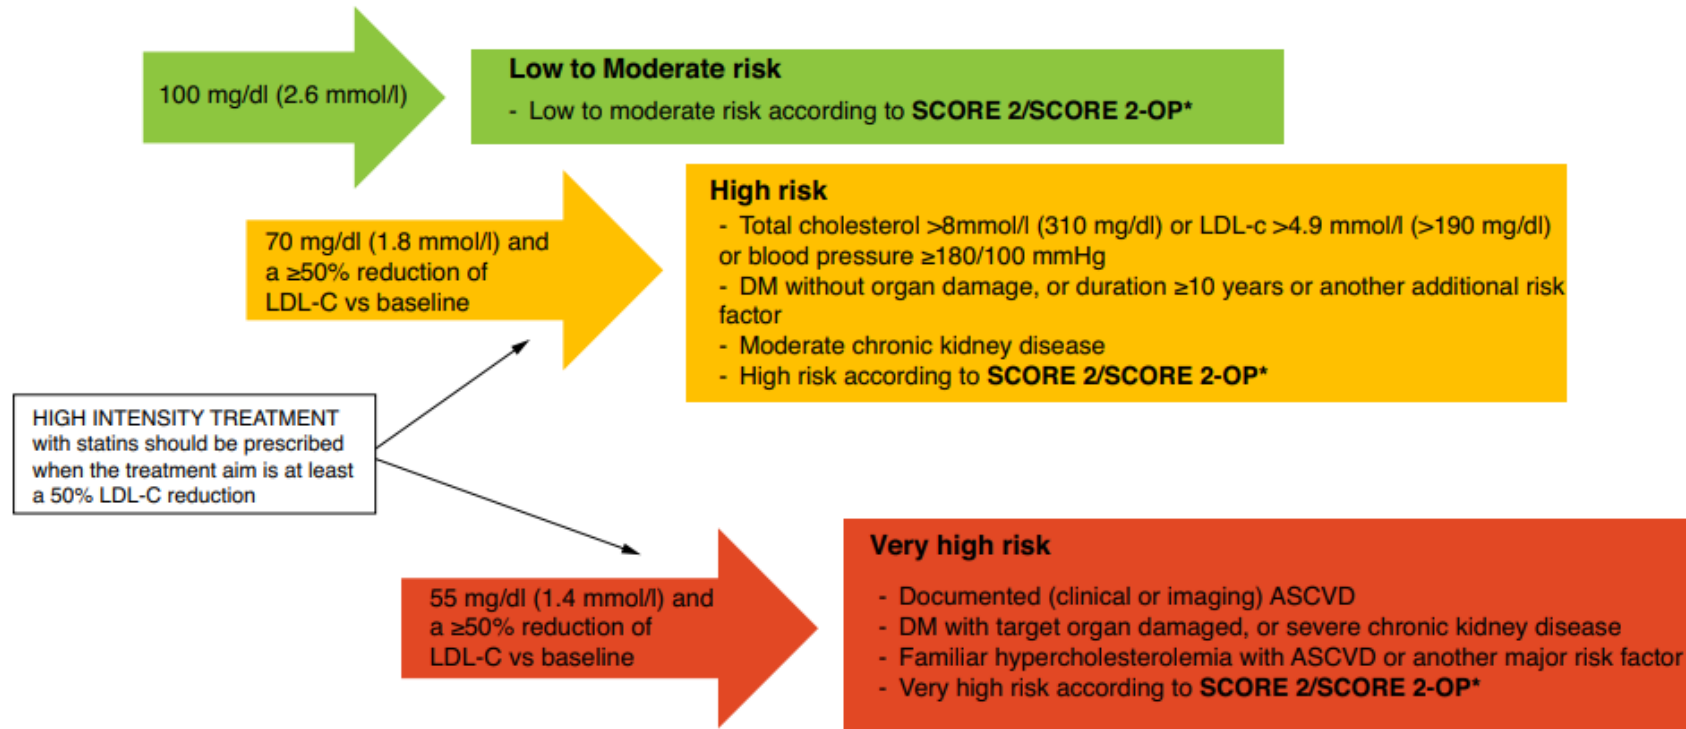 100 mg/dl (2.6 mmol/l)
Low to Moderate risk
- Low to moderate risk according to SCORE 2/SCORE 2-OP*
70 mg/dl (1.8 mmol/l) and
a ≥50% reduction of
LDL-C vs baseline
High risk
- Total cholesterol >8mmol/l (310 mg/dl) or LDL-c >4.9 mmol/l (>190 mg/dl)
or blood pressure ≥180/100 mmHg
- DM without organ damage, or duration ≥10 years or another additional risk
factor
- Moderate chronic kidney disease
- High risk according to SCORE 2/SCORE 2-OP*
HIGH INTENSITY TREATMENT
with statins should be prescribed
when the treatment aim is at least
a 50% LDL-C reduction
55 mg/dl (1.4 mmol/l) and
a ≥50% reduction of
LDL-C vs baseline
Very high risk
- Documented (clinical or imaging) ASCVD
- DM with target organ damaged, or severe chronic kidney disease
- Familiar hypercholesterolemia with ASCVD or another major risk factor
- Very high risk according to SCORE 2/SCORE 2-OP*